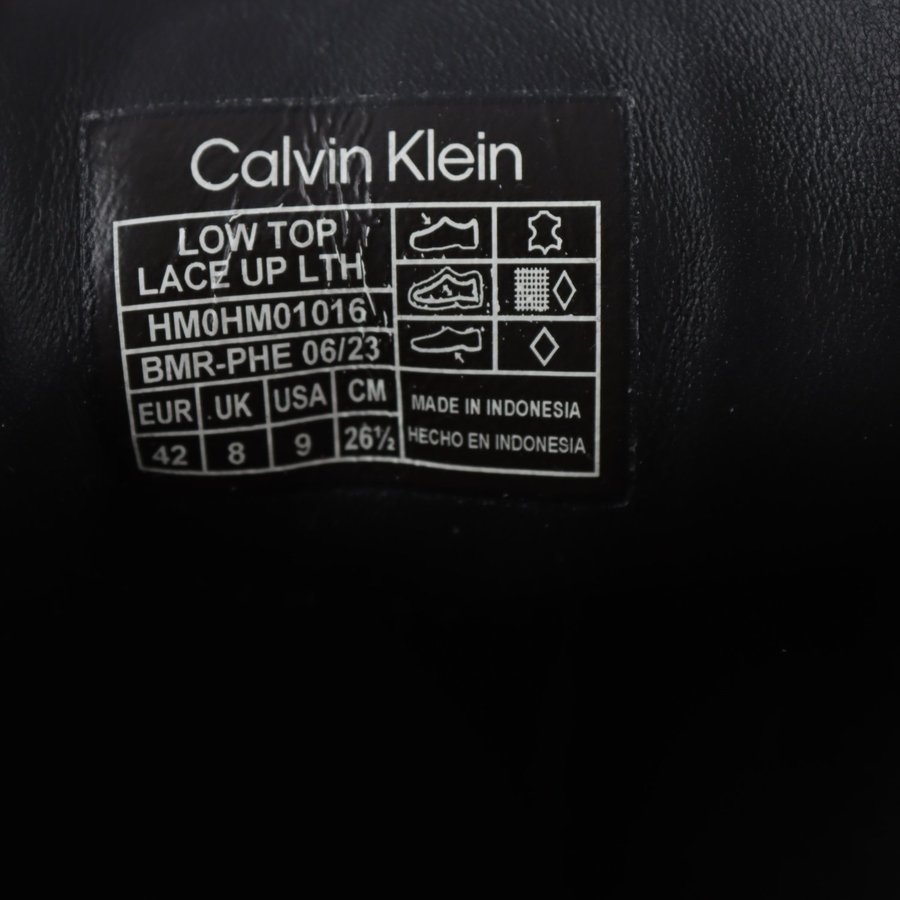 Calvin Klein
LOW TOP
LACE UP LTH
HM0HM01016
BMR-PHE 06/23
EUR UK USA CM
42 8 9 26½
MADE IN INDONESIA
HECHO EN INDONESIA